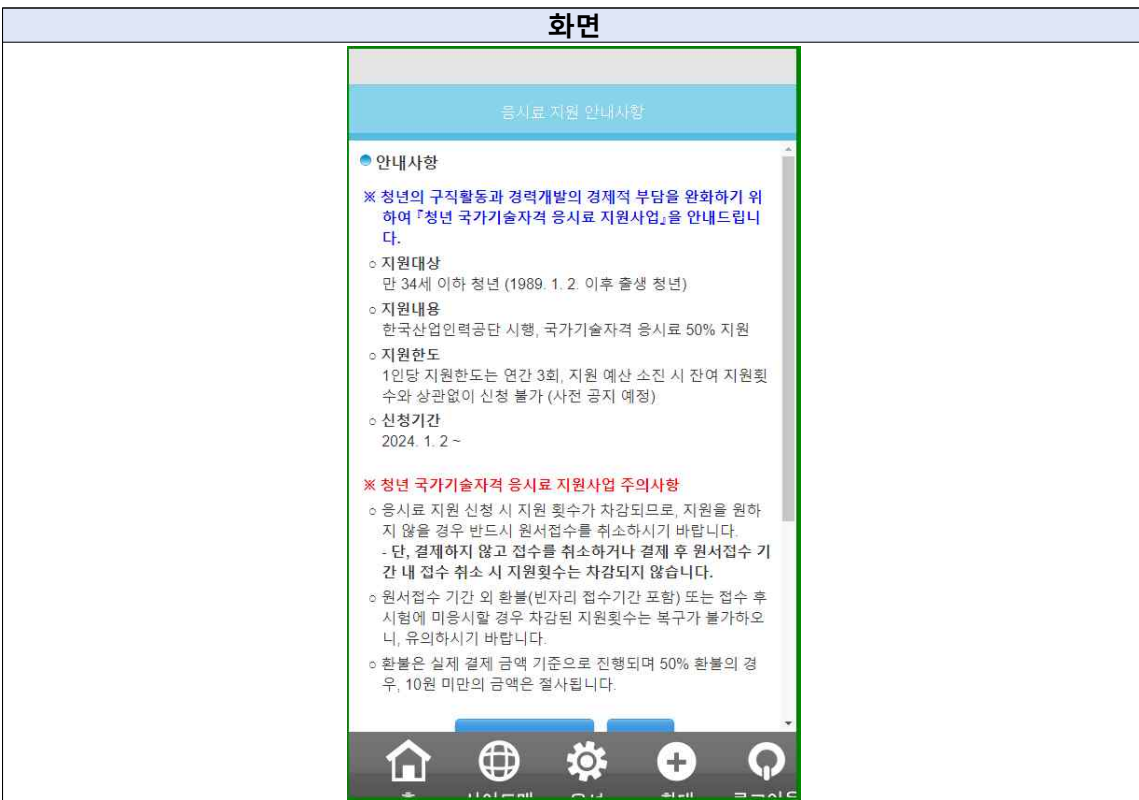 화면
응시료 지원 안내사항
안내사항
※ 청년의 구직활동과 경력개발의 경제적 부담을 완화하기 위
하여 『청년 국가기술자격 응시료 지원사업』을 안내드립니
다.
○ 지원대상
만 34세 이하 청년 (1989. 1. 2. 이후 출생 청년)
○ 지원내용
한국산업인력공단 시행, 국가기술자격 응시료 50% 지원
○ 지원한도
1인당 지원한도는 연간 3회, 지원 예산 소진 시 잔여 지원횟
수와 상관없이 신청 불가 (사전 공지 예정)
○ 신청기간
2024. 1. 2 ~
※ 청년 국가기술자격 응시료 지원사업 주의사항
○ 응시료 지원 신청 시 지원 횟수가 차감되므로, 지원을 원하
지 않을 경우 반드시 원서접수를 취소하시기 바랍니다.
- 단, 결제하지 않고 접수를 취소하거나 결제 후 원서접수 기
간 내 접수 취소 시 지원횟수는 차감되지 않습니다.
○ 원서접수 기간 외 환불(빈자리 접수기간 포함) 또는 접수 후
시험에 미응시할 경우 차감된 지원횟수는 복구가 불가하오
니, 유의하시기 바랍니다.
○ 환불은 실제 결제 금액 기준으로 진행되며 50% 환불의 경
우, 10원 미만의 금액은 절사됩니다.